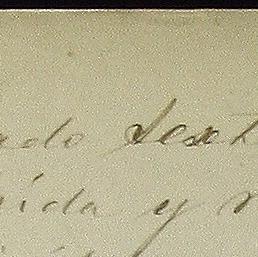 ado sext
ida y r